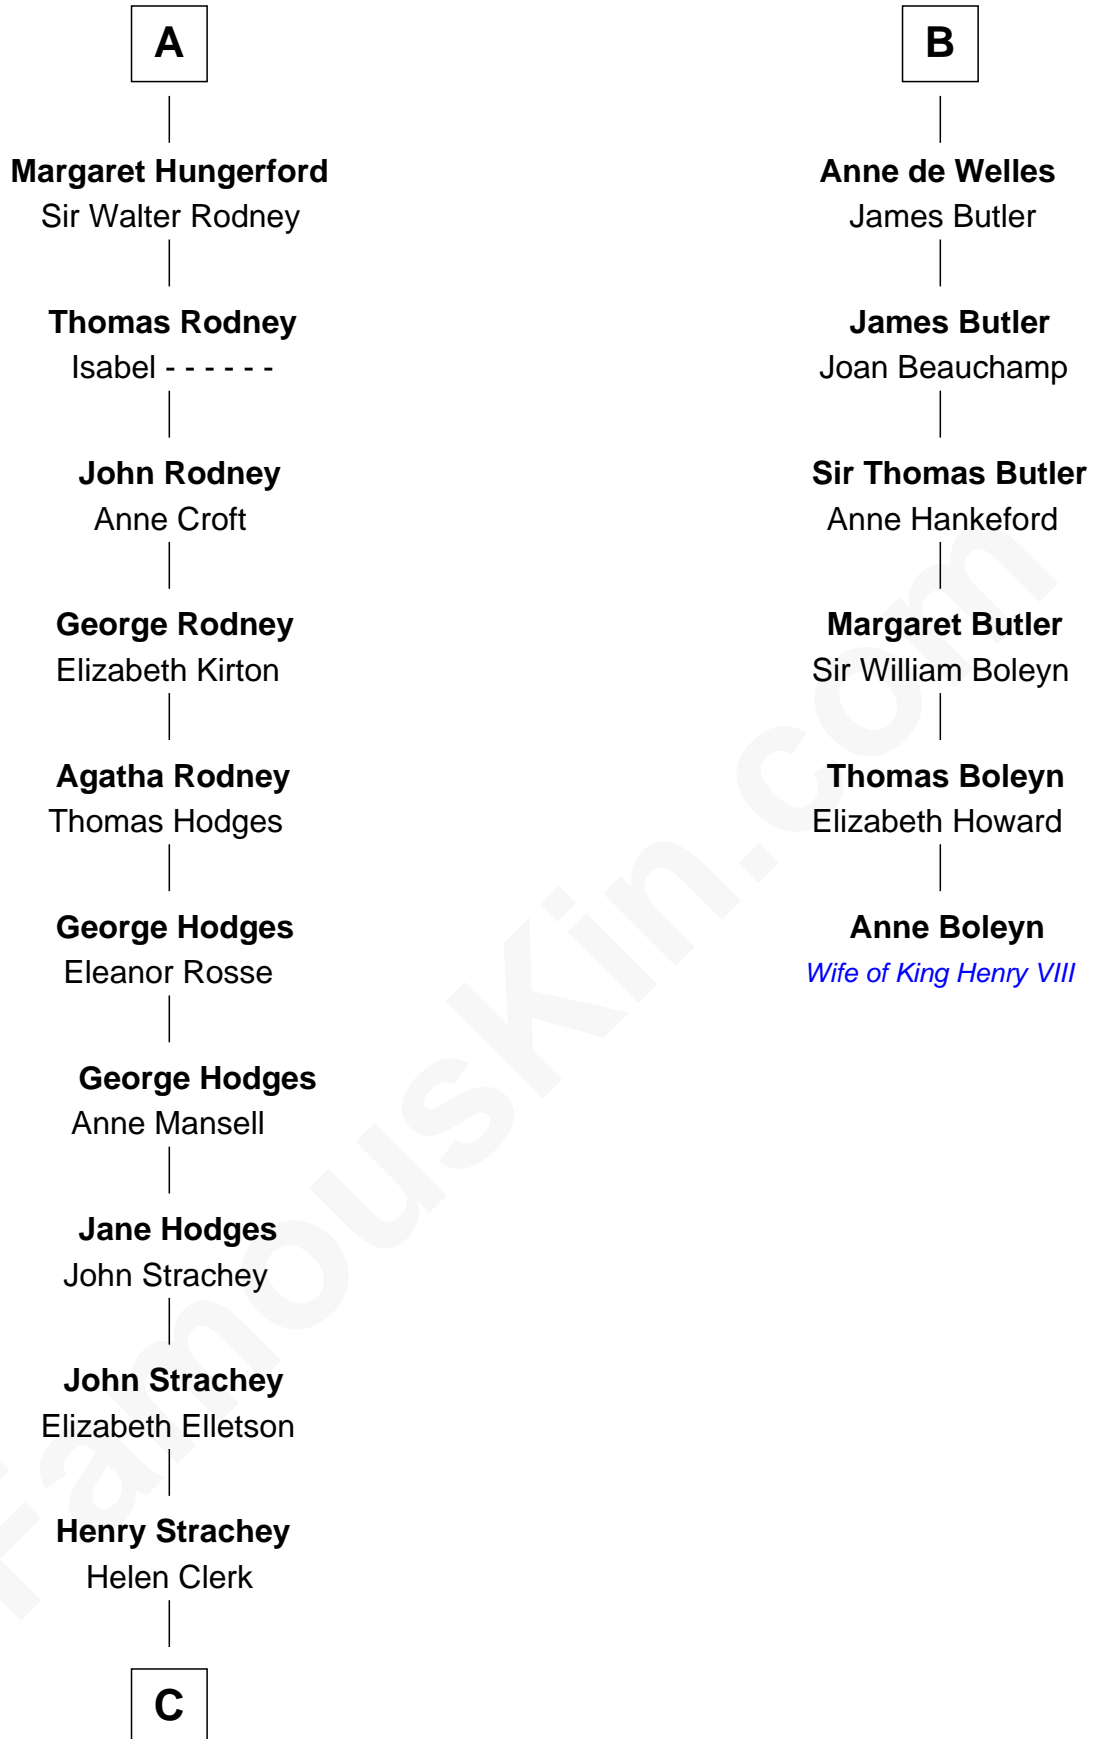 A
Margaret Hungerford
Sir Walter Rodney
Thomas Rodney
Isabel - - - - - -
John Rodney
Anne Croft
George Rodney
Elizabeth Kirton
Agatha Rodney
Thomas Hodges
George Hodges
Eleanor Rosse
George Hodges
Anne Mansell
Jane Hodges
John Strachey
John Strachey
Elizabeth Elletson
Henry Strachey
Helen Clerk
C
B
Anne de Welles
James Butler
James Butler
Joan Beauchamp
Sir Thomas Butler
Anne Hankeford
Margaret Butler
Sir William Boleyn
Thomas Boleyn
Elizabeth Howard
Anne Boleyn
Wife of King Henry VIII
FamousKin.com